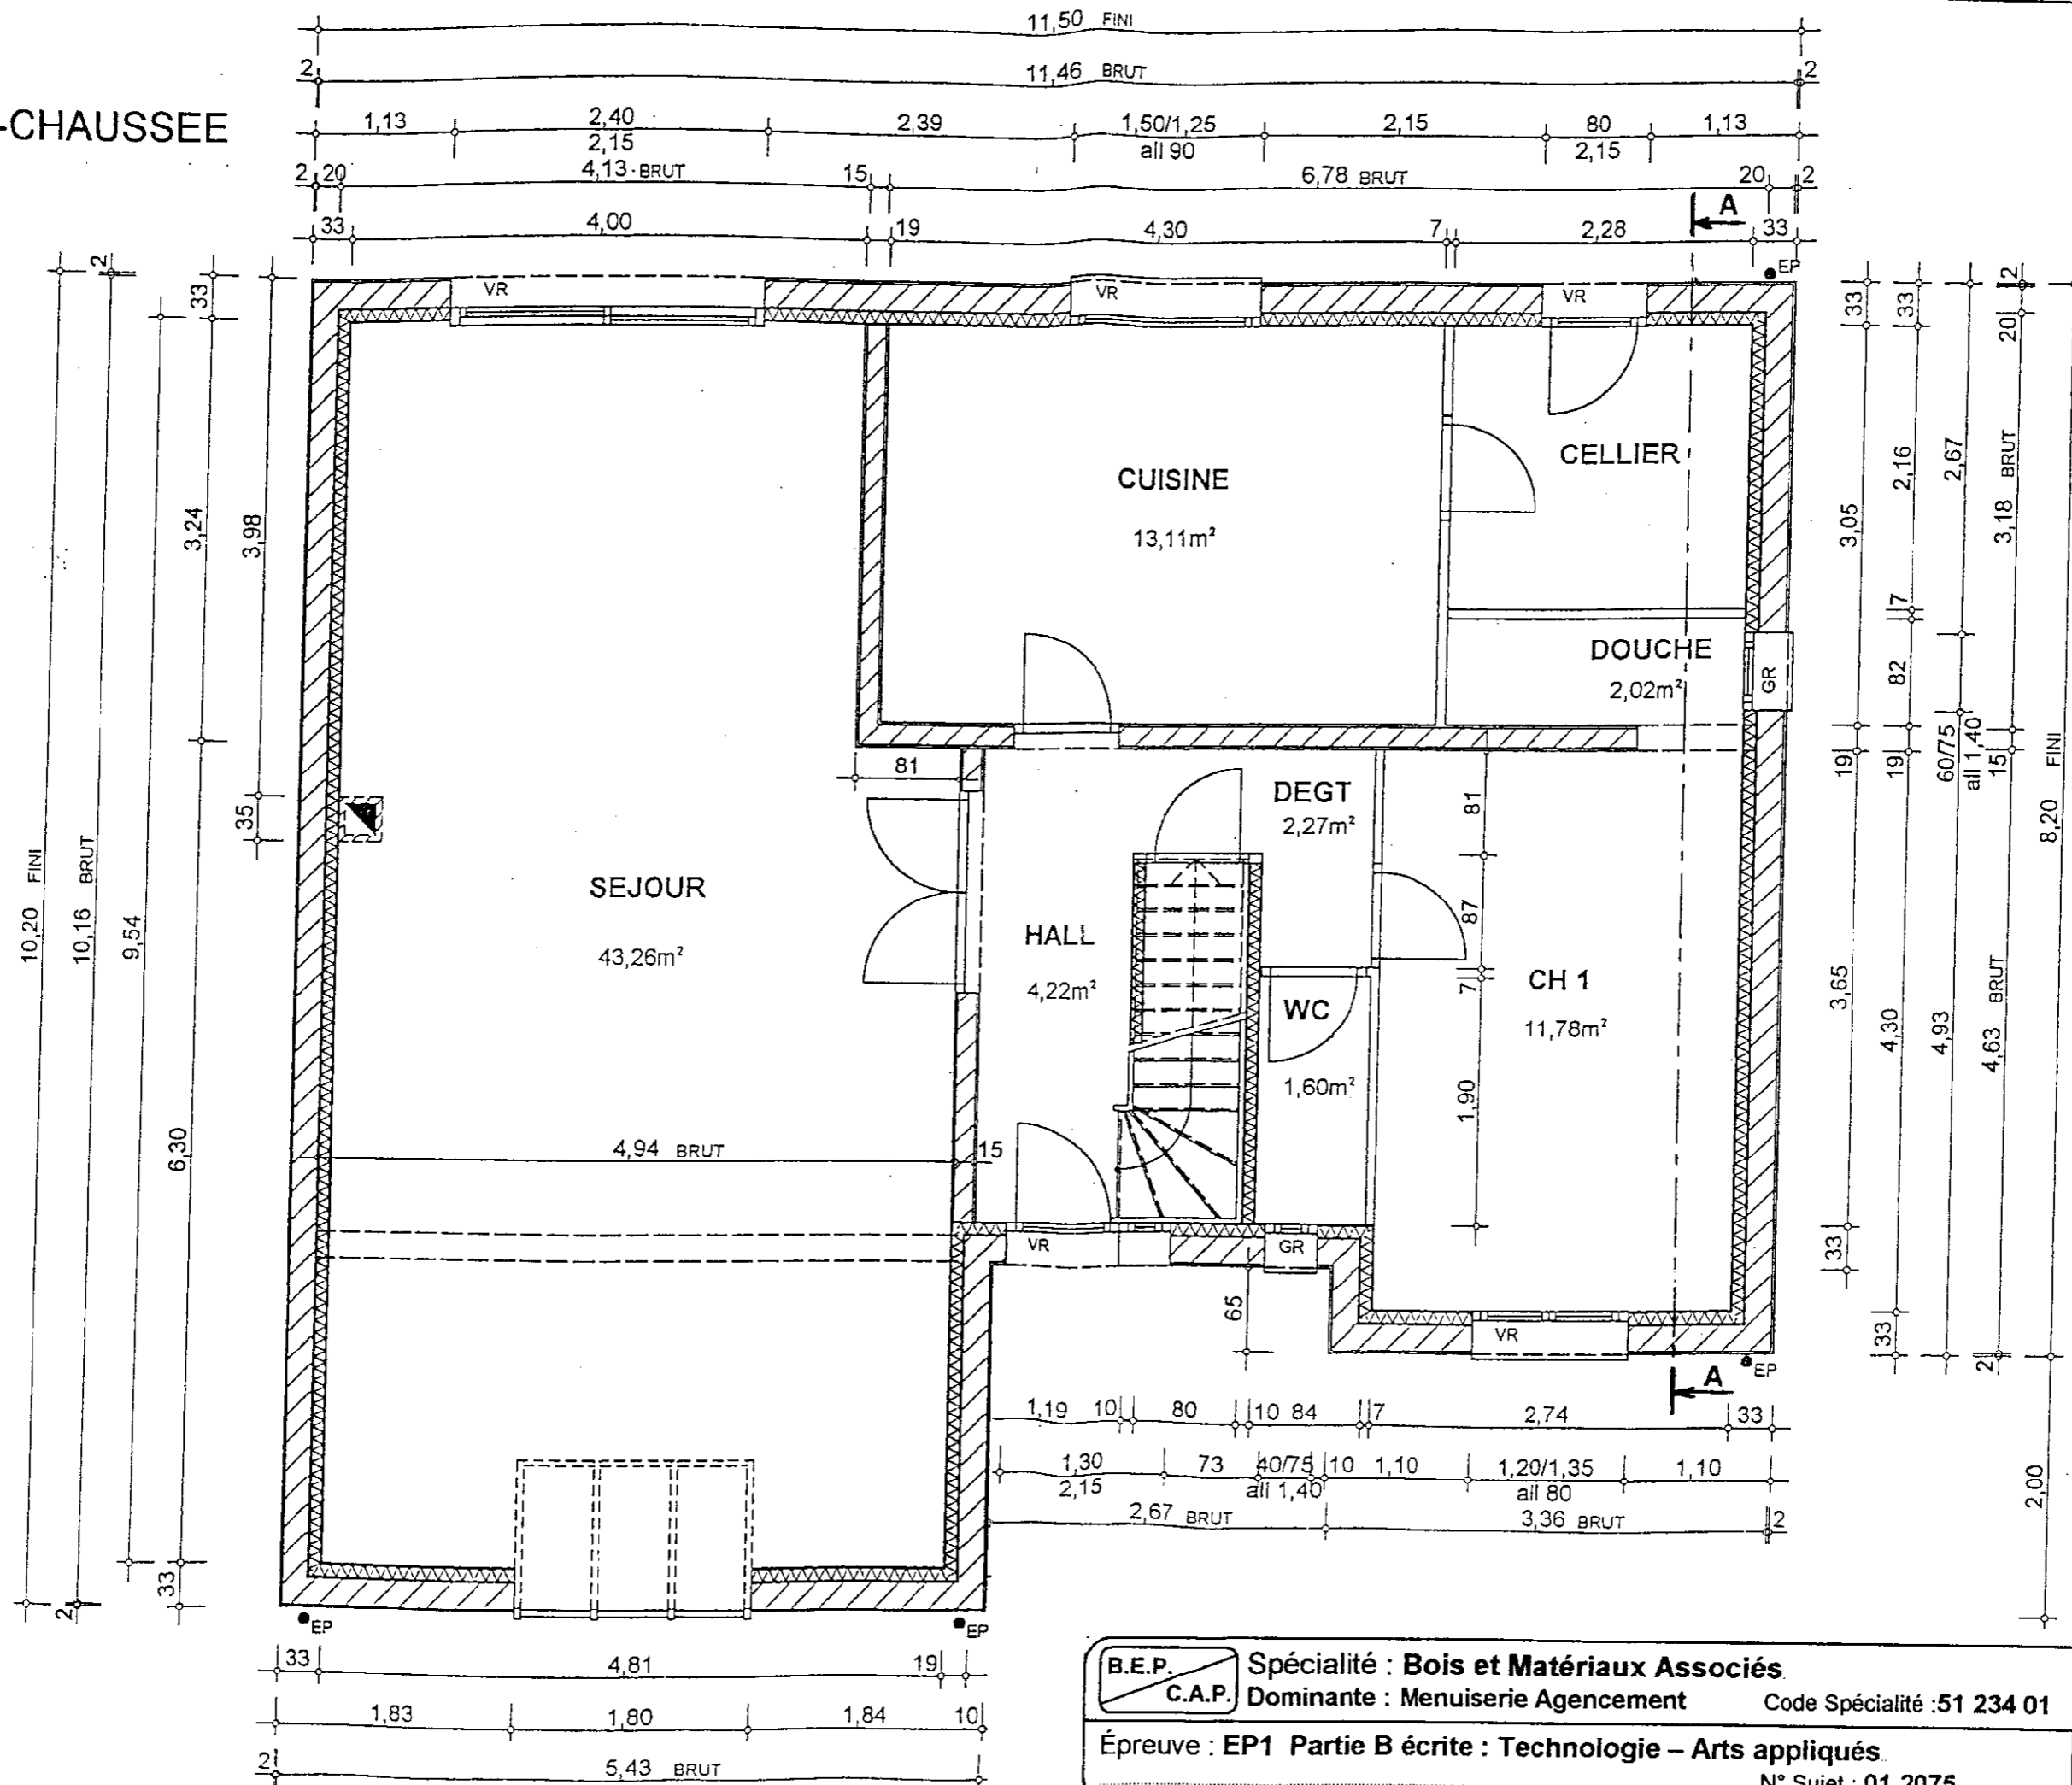 11,50 FINI
2 11,46 BRUT 2
-CHAUSSEE
1,13 2,40 2,39 1,50/1,25 2,15 80 1,13
2,15 all 90 2,15
2 20 4,13 BRUT 15 6,78 BRUT 20 2
A
33 4,00 19 4,30 7 2,28 33
VR VR VR EP
2 33 3,24 3,98 35 6,30 33
10,20 FINI
10,16 BRUT
2
9,54
33 3,05 19 3,65 33
33 2,16 7 82 19 4,30 33
2,67 60/75 all 1,40 4,93
2 20 3,18 BRUT 15 4,63 BRUT 2
8,20 FINI
2,00
CUISINE
13,11m²
CELLIER
DOUCHE
2,02m²
GR
81
DEGT
2,27m²
81
87
7
1,90
SEJOUR
43,26m²
HALL
4,22m²
WC
1,60m²
CH 1
11,78m²
4,94 BRUT 15
VR GR VR
65
EP
A
1,19 10 80 10 84 7 2,74 33
1,30 73 40/75 10 1,10 1,20/1,35 1,10
2,15 all 1,40 all 80
2,67 BRUT 3,36 BRUT 2
EP EP
33 4,81 19
1,83 1,80 1,84 10
2 5,43 BRUT
B.E.P. C.A.P.
Spécialité : Bois et Matériaux Associés
Dominante : Menuiserie Agencement Code Spécialité :51 234 01
Épreuve : EP1 Partie B écrite : Technologie – Arts appliqués
N° Sujet : 01 2075